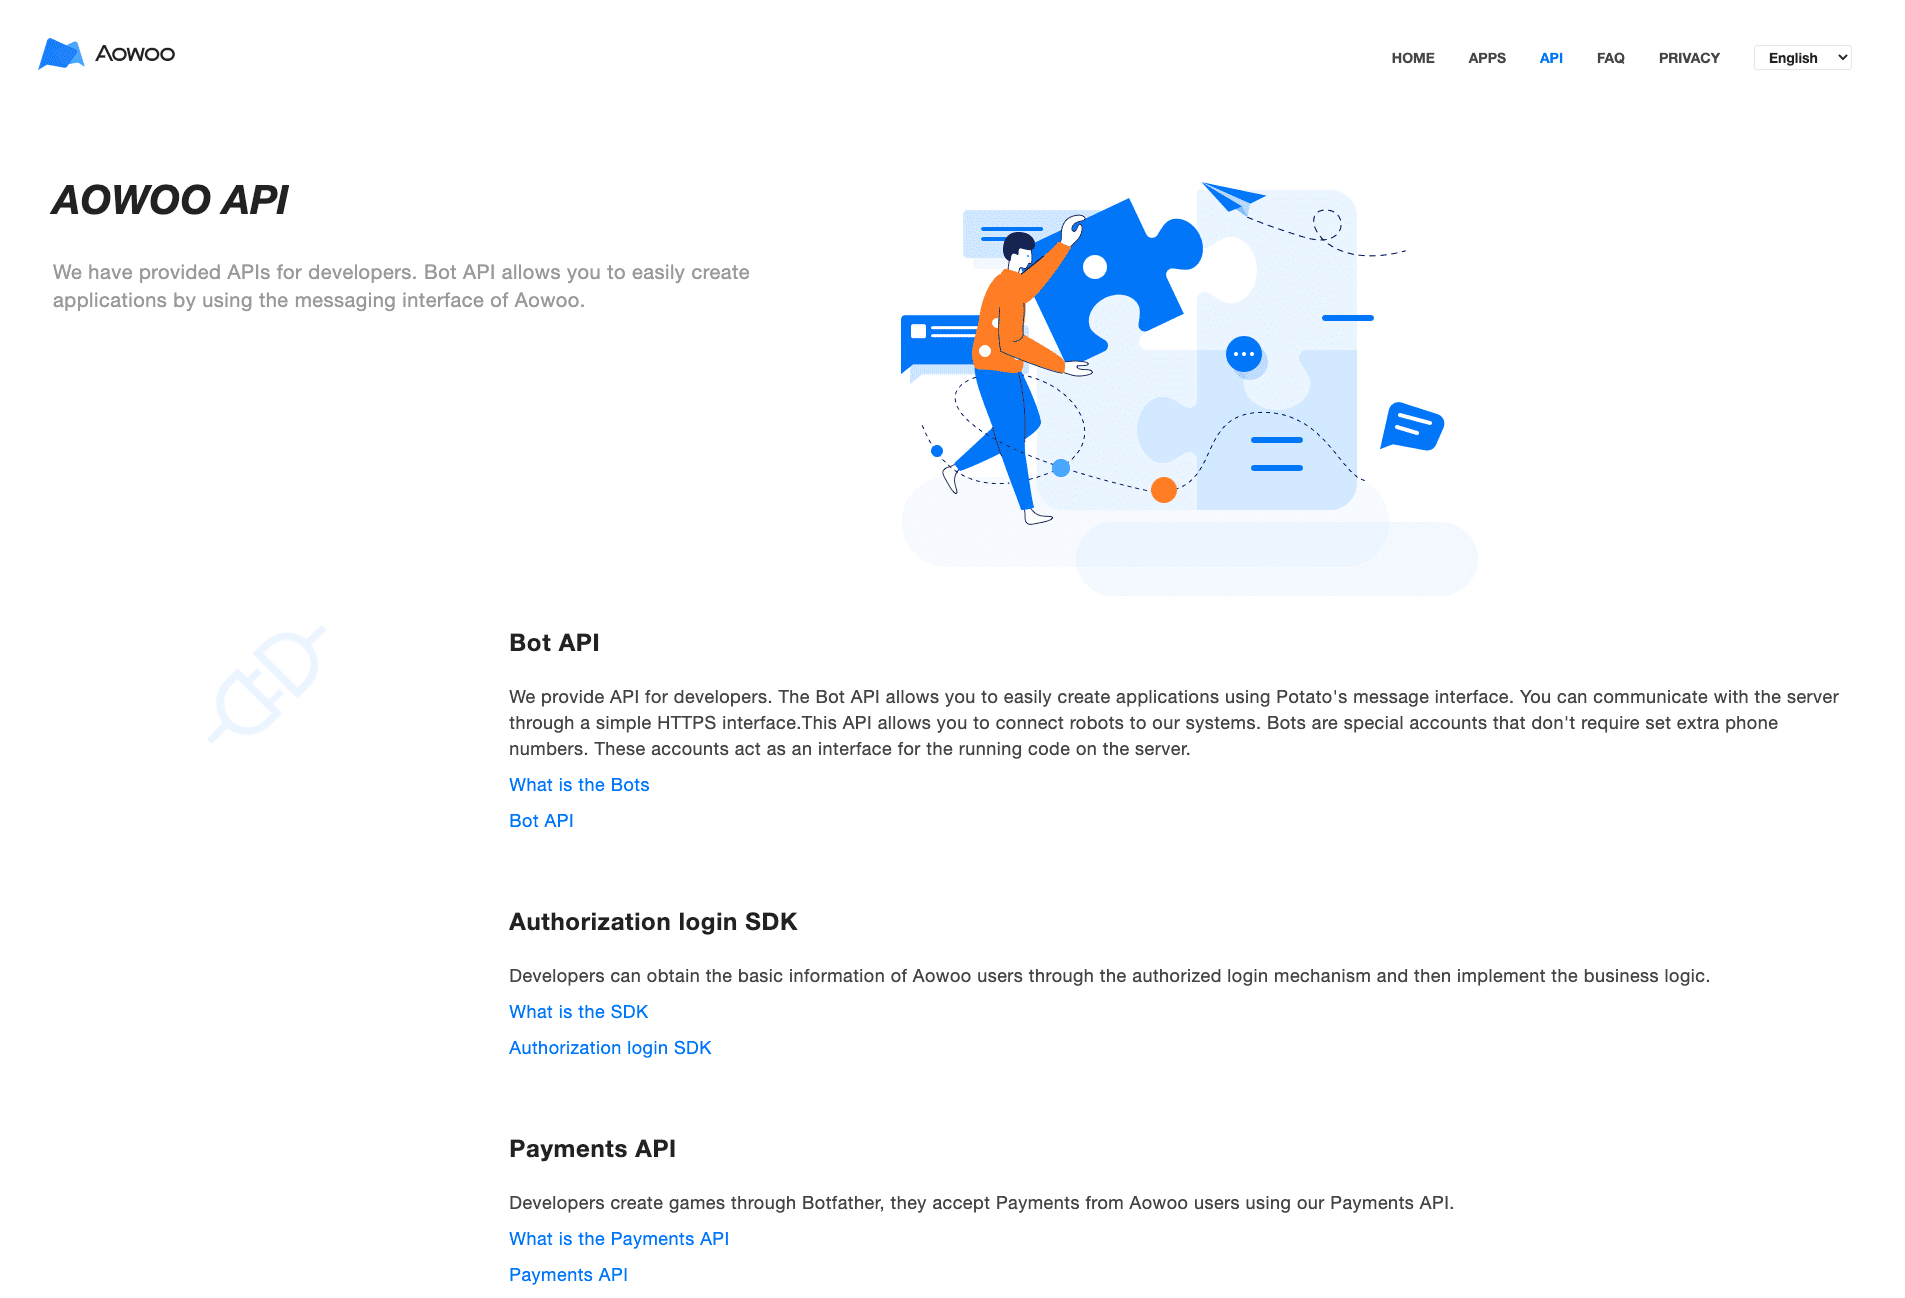 Aowoo
HOME APPS API FAQ PRIVACY English
AOWOO API
We have provided APIs for developers. Bot API allows you to easily create
applications by using the messaging interface of Aowoo.
Bot API
We provide API for developers. The Bot API allows you to easily create applications using Potato's message interface. You can communicate with the server
through a simple HTTPS interface.This API allows you to connect robots to our systems. Bots are special accounts that don't require set extra phone
numbers. These accounts act as an interface for the running code on the server.
What is the Bots
Bot API
Authorization login SDK
Developers can obtain the basic information of Aowoo users through the authorized login mechanism and then implement the business logic.
What is the SDK
Authorization login SDK
Payments API
Developers create games through Botfather, they accept Payments from Aowoo users using our Payments API.
What is the Payments API
Payments API